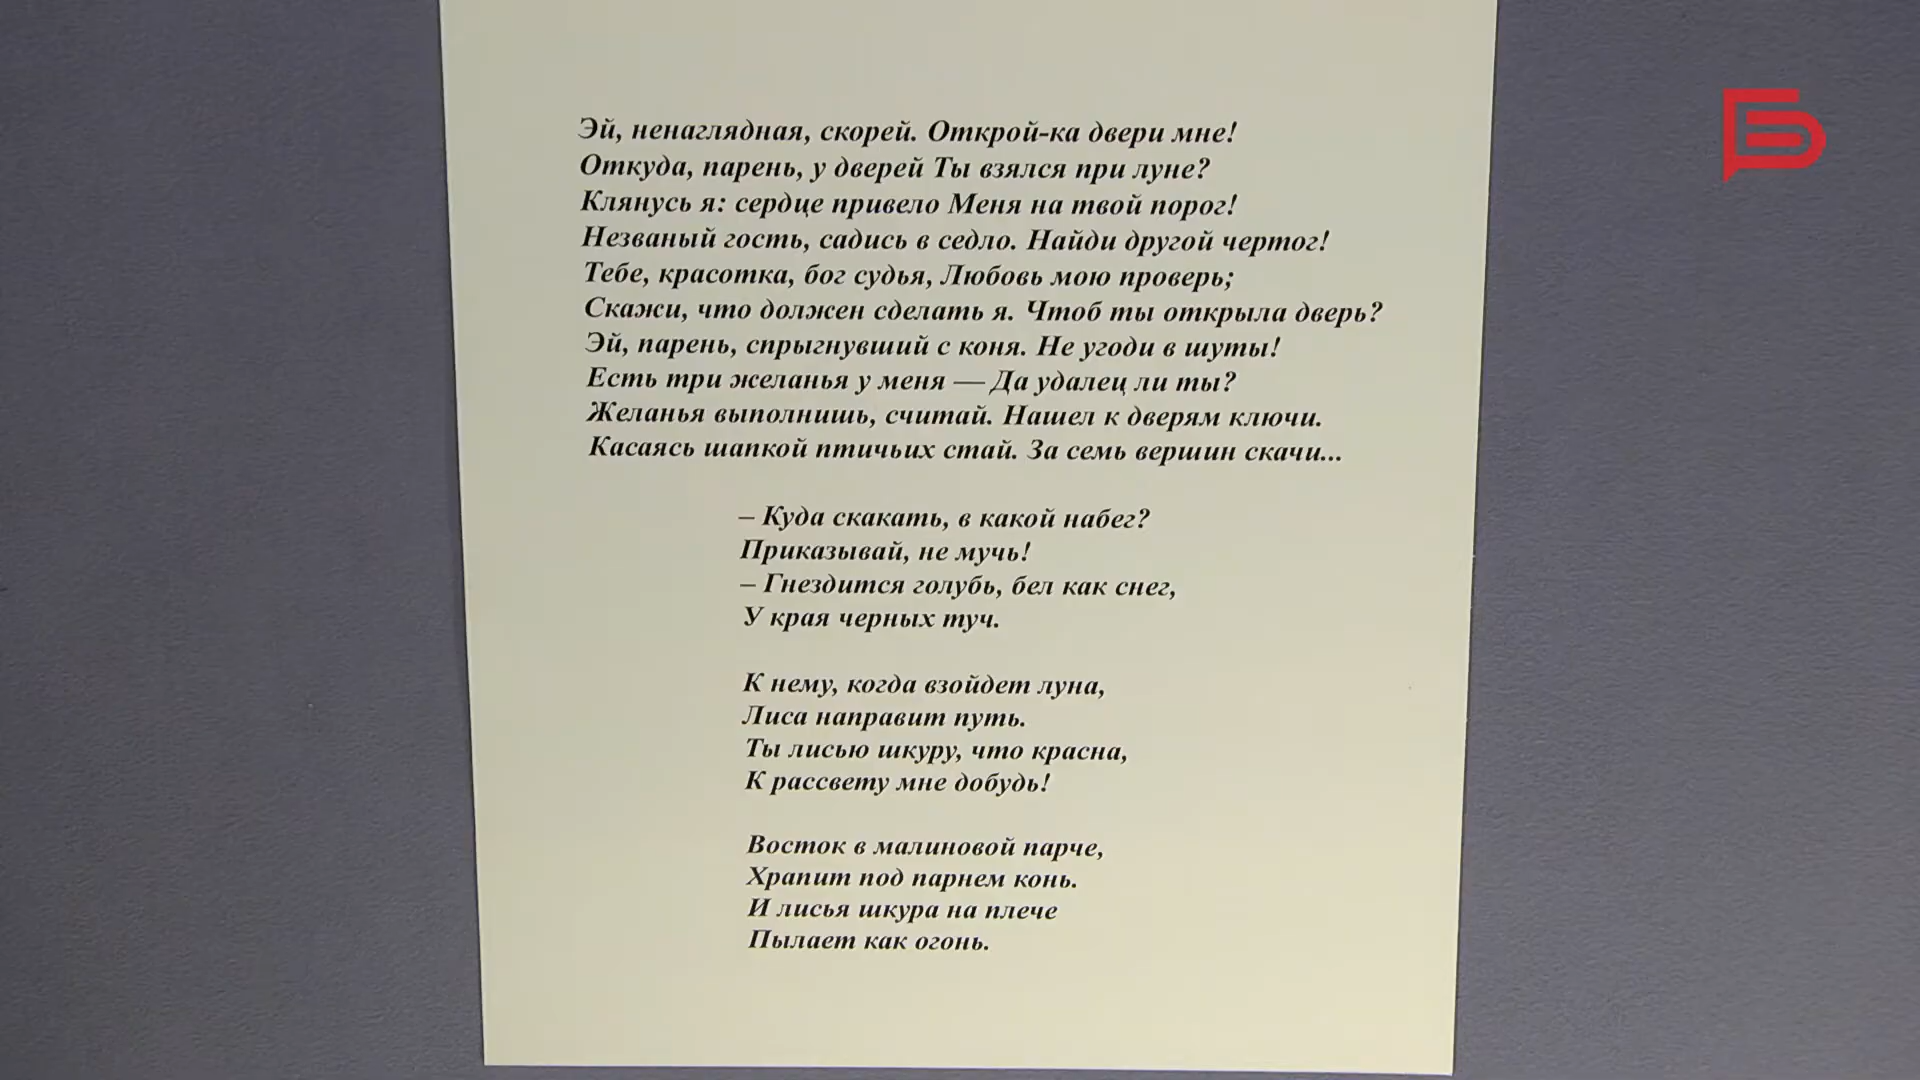 Эй, ненаглядная, скорей. Открой-ка двери мне!
Откуда, парень, у дверей Ты взялся при луне?
Клянусь я: сердце привело Меня на твой порог!
Незваный гость, садись в седло. Найди другой чертог!
Тебе, красотка, бог судья, Любовь мою проверь;
Скажи, что должен сделать я. Чтоб ты открыла дверь?
Эй, парень, спрыгнувший с коня. Не угоди в шуты!
Есть три желанья у меня — Да удалец ли ты?
Желанья выполнишь, считай. Нашел к дверям ключи.
Касаясь шапкой птичьих стай. За семь вершин скачи...
– Куда скакать, в какой набег?
Приказывай, не мучь!
– Гнездится голубь, бел как снег,
У края черных туч.
К нему, когда взойдет луна,
Лиса направит путь.
Ты лисью шкуру, что красна,
К рассвету мне добудь!
Восток в малиновой парче,
Храпит под парнем конь.
И лисья шкура на плече
Пылает как огонь.